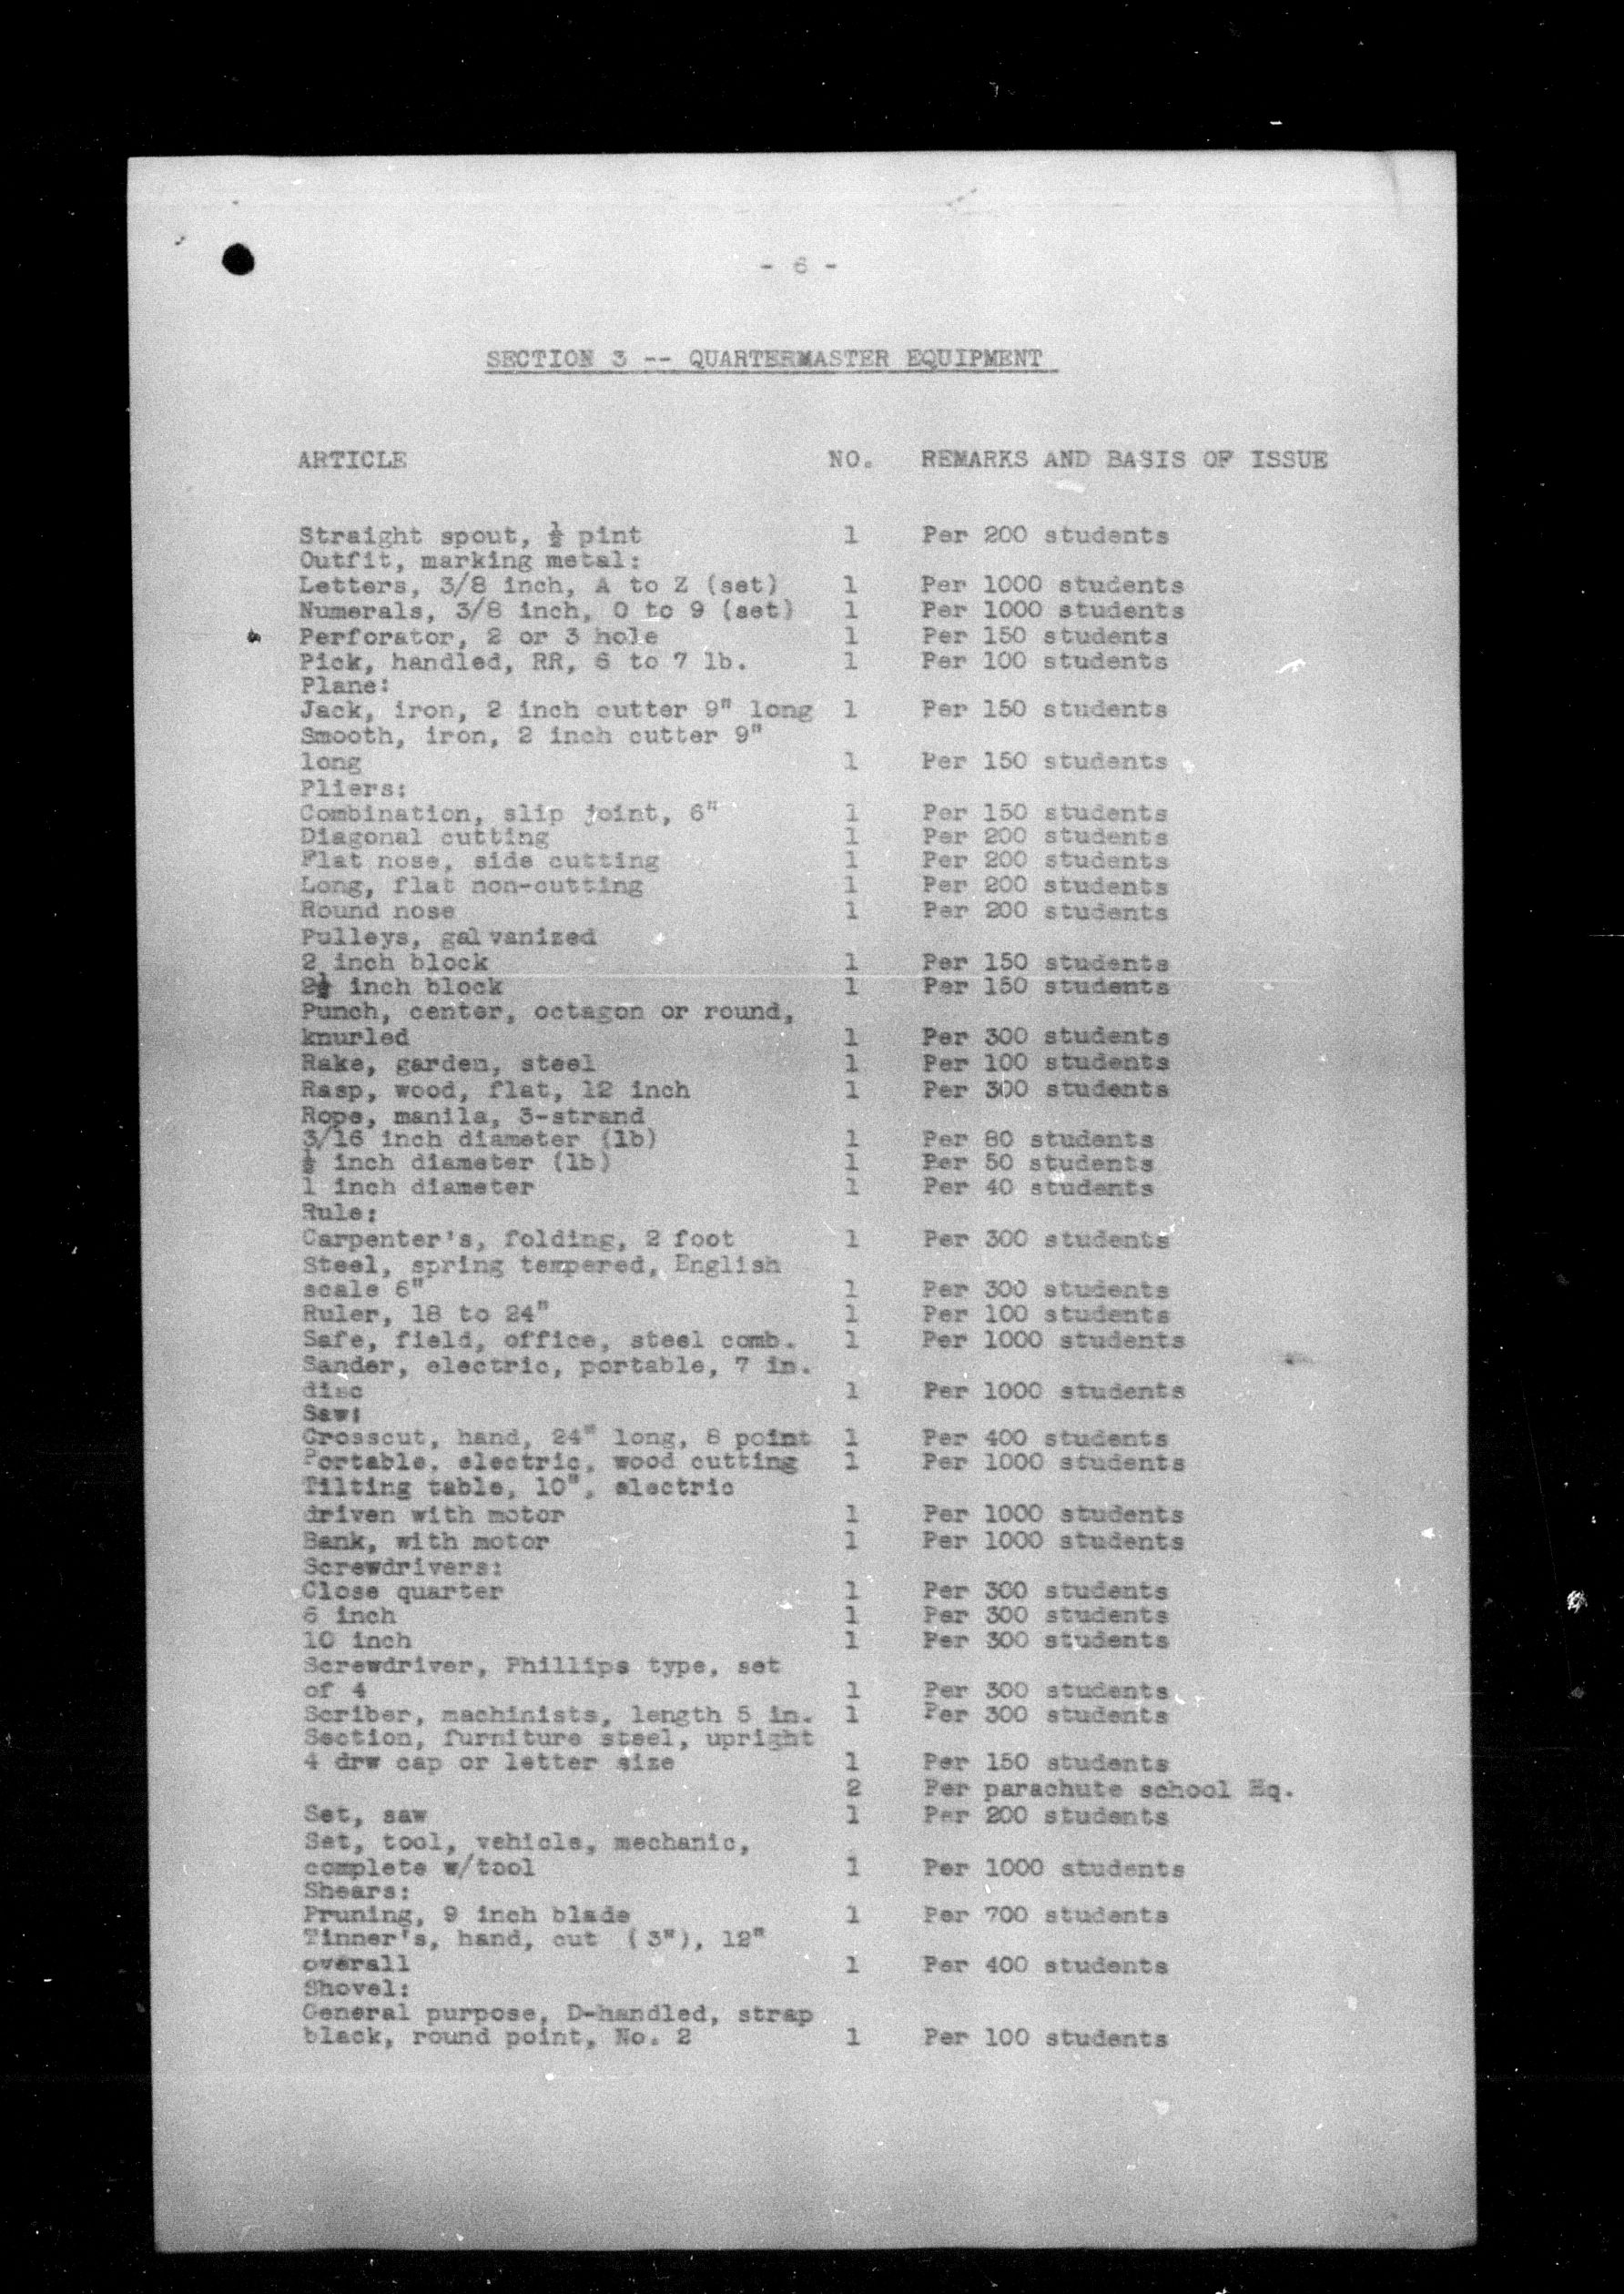 - 6 -
SECTION 3 -- QUARTERMASTER EQUIPMENT
ARTICLE NO. REMARKS AND BASIS OF ISSUE
Straight spout, ½ pint 1 Per 200 students
Outfit, marking metal:
Letters, 3/8 inch, A to Z (set) 1 Per 1000 students
Numerals, 3/8 inch, 0 to 9 (set) 1 Per 1000 students
Perforator, 2 or 3 hole 1 Per 150 students
Pick, handled, RR, 6 to 7 lb. 1 Per 100 students
Plane:
Jack, iron, 2 inch cutter 9" long 1 Per 150 students
Smooth, iron, 2 inch cutter 9"
long 1 Per 150 students
Pliers:
Combination, slip joint, 6" 1 Per 150 students
Diagonal cutting 1 Per 200 students
Flat nose, side cutting 1 Per 200 students
Long, flat non-cutting 1 Per 200 students
Round nose 1 Per 200 students
Pulleys, galvanized
2 inch block 1 Per 150 students
2½ inch block 1 Per 150 students
Punch, center, octagon or round,
knurled 1 Per 300 students
Rake, garden, steel 1 Per 100 students
Rasp, wood, flat, 12 inch 1 Per 300 students
Rope, manila, 3-strand
3/16 inch diameter (lb) 1 Per 80 students
½ inch diameter (lb) 1 Per 50 students
1 inch diameter 1 Per 40 students
Rule:
Carpenter's, folding, 2 foot 1 Per 300 students
Steel, spring tempered, English
scale 6" 1 Per 300 students
Ruler, 18 to 24" 1 Per 100 students
Safe, field, office, steel comb. 1 Per 1000 students
Sander, electric, portable, 7 in.
disc 1 Per 1000 students
Saw:
Crosscut, hand, 24" long, 8 point 1 Per 400 students
Portable, electric, wood cutting 1 Per 1000 students
Tilting table, 10", electric
driven with motor 1 Per 1000 students
Bank, with motor 1 Per 1000 students
Screwdrivers:
Close quarter 1 Per 300 students
6 inch 1 Per 300 students
10 inch 1 Per 300 students
Screwdriver, Phillips type, set
of 4 1 Per 300 students
Scriber, machinists, length 5 in. 1 Per 300 students
Section, furniture steel, upright
4 drw cap or letter size 1 Per 150 students
2 Per parachute school Eq.
Set, saw 1 Per 200 students
Set, tool, vehicle, mechanic,
complete w/tool 1 Per 1000 students
Shears:
Pruning, 9 inch blade 1 Per 700 students
Tinner's, hand, cut (3"), 12"
overall 1 Per 400 students
Shovel:
General purpose, D-handled, strap
black, round point, No. 2 1 Per 100 students